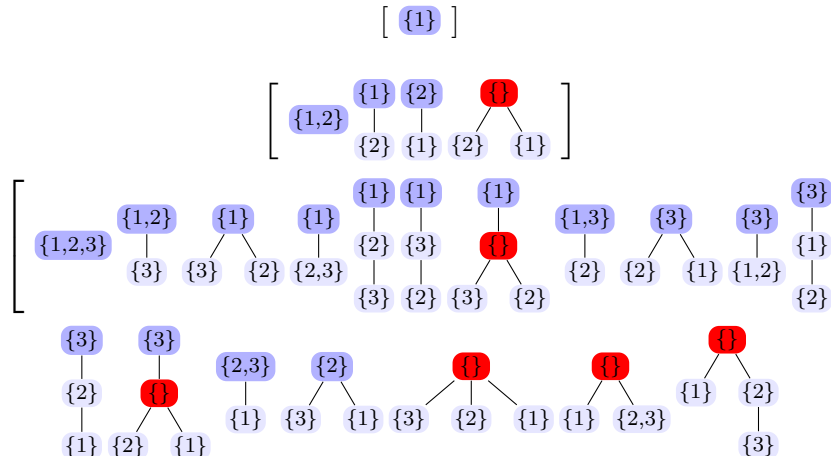 [ {1} ]
{1} {2} {}
{1,2}
{2} {1} {2} {1}
{1} {1} {1} {3}
{1,2} {1} {1} {1,3} {3} {3}
{1,2,3} {2} {3} {} {1}
{3} {3} {2} {2,3} {2} {2} {1} {1,2}
{3} {2} {3} {2} {2}
{3} {3} {} {} {}
{2,3} {2}
{2} {} {1} {2}
{1} {3} {1} {3} {2} {1} {1} {2,3}
{1} {2} {1} {3}